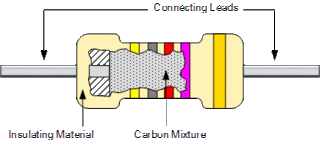 Connecting Leads
Insulating Material
Carbon Mixture